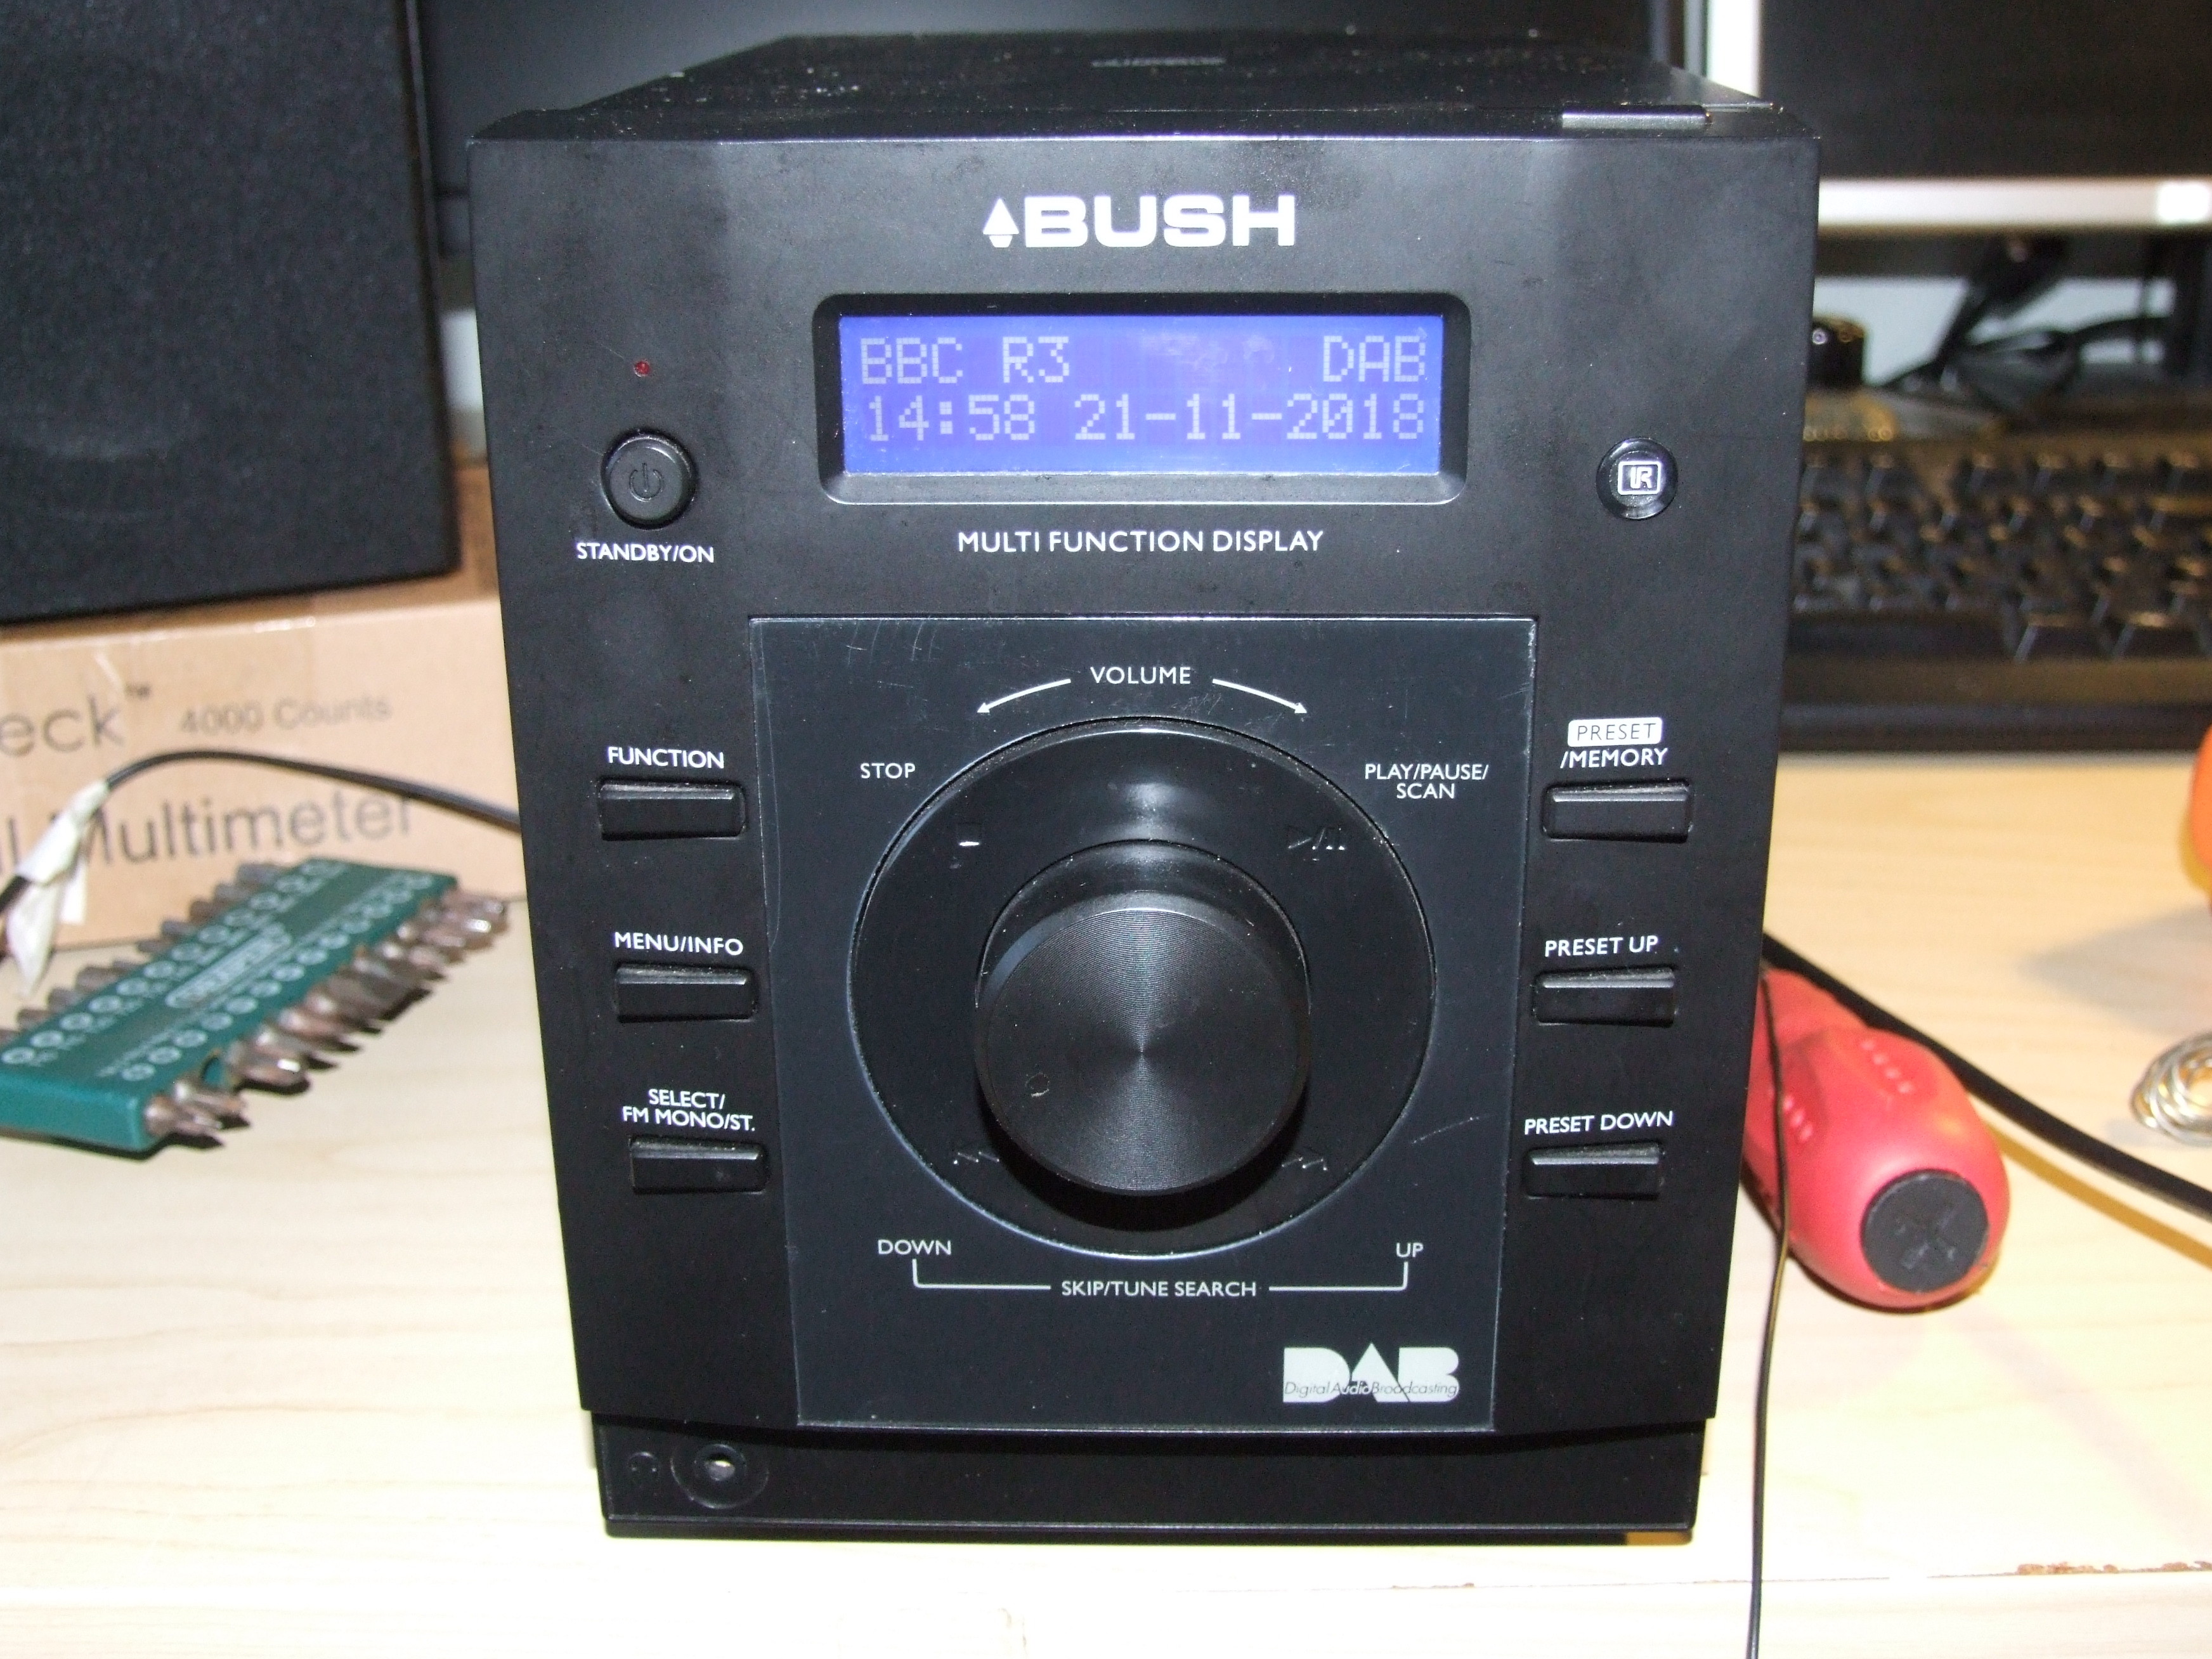 BUSH
BBC R3 DAB
14:58 21-11-2018
IR
STANDBY/ON
MULTI FUNCTION DISPLAY
VOLUME
STOP
PLAY/PAUSE/
SCAN
FUNCTION
MENU/INFO
SELECT/
FM MONO/ST.
PRESET
/MEMORY
PRESET UP
PRESET DOWN
DOWN
UP
SKIP/TUNE SEARCH
DAB
Digital Audio Broadcasting
eck™ 4000 Counts
l Multimeter